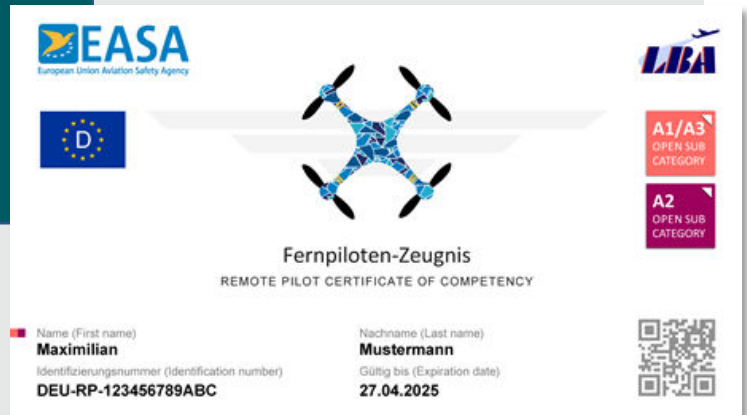 EASA
European Union Aviation Safety Agency
LBA
D
A1/A3
OPEN SUB
CATEGORY
A2
OPEN SUB
CATEGORY
Fernpiloten-Zeugnis
REMOTE PILOT CERTIFICATE OF COMPETENCY
Name (First name)
Maximilian
Nachname (Last name)
Mustermann
Identifizierungsnummer (Identification number)
DEU-RP-123456789ABC
Gültig bis (Expiration date)
27.04.2025